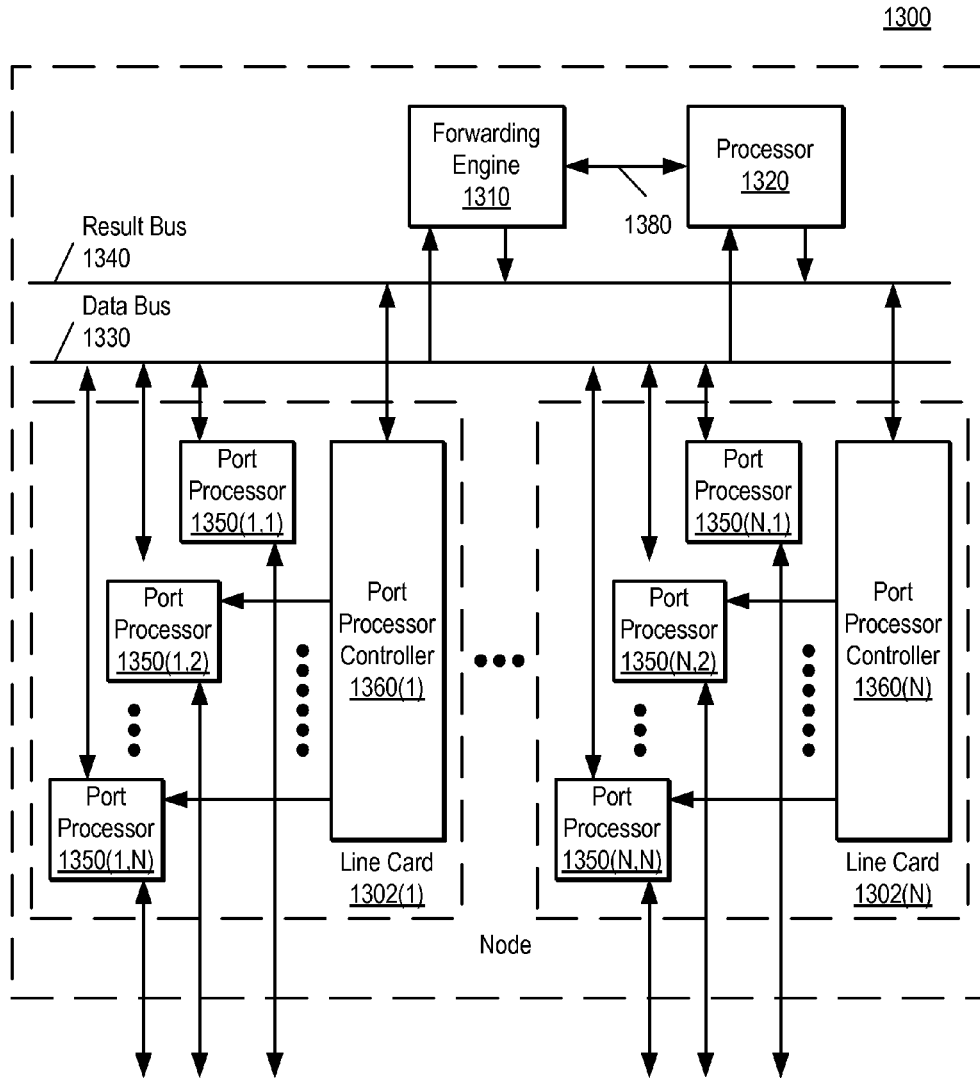 1300
Forwarding
Engine
1310
Processor
1320
1380
Result Bus
1340
Data Bus
1330
Port
Processor
1350(1,1)
Port
Processor
1350(1,2)
Port
Processor
1350(1,N)
Port
Processor
Controller
1360(1)
Line Card
1302(1)
Port
Processor
1350(N,1)
Port
Processor
1350(N,2)
Port
Processor
1350(N,N)
Port
Processor
Controller
1360(N)
Line Card
1302(N)
Node